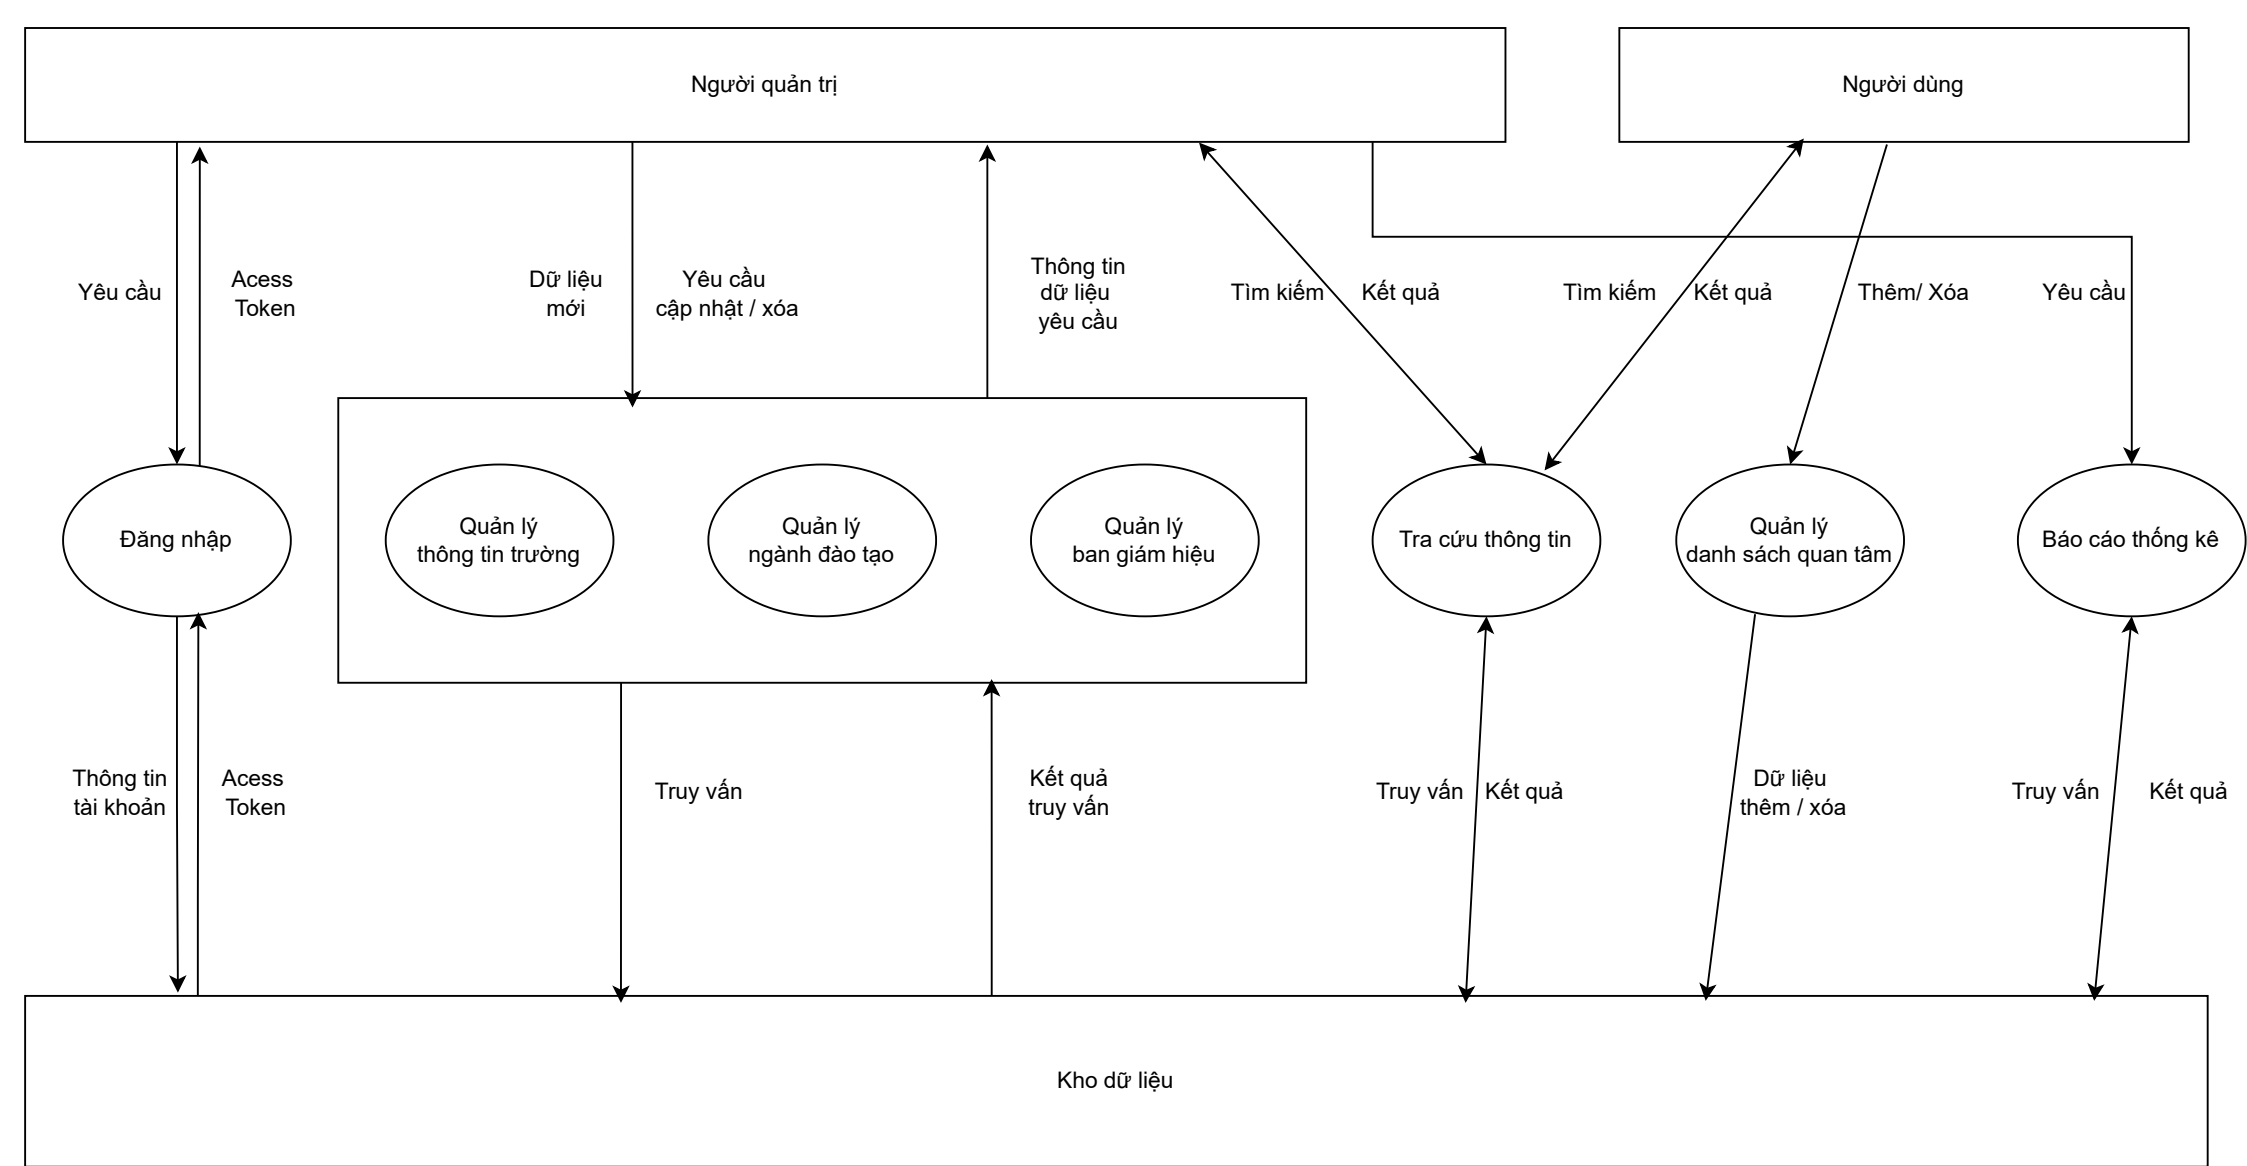 Người quản trị
Người dùng
Yêu cầu
Acess
Token
Dữ liệu
mới
Yêu cầu
cập nhật / xóa
Thông tin
dữ liệu
yêu cầu
Tìm kiếm
Kết quả
Tìm kiếm
Kết quả
Thêm/ Xóa
Yêu cầu
Đăng nhập
Quản lý
thông tin trường
Quản lý
ngành đào tạo
Quản lý
ban giám hiệu
Tra cứu thông tin
Quản lý
danh sách quan tâm
Báo cáo thống kê
Thông tin
tài khoản
Acess
Token
Truy vấn
Kết quả
truy vấn
Truy vấn
Kết quả
Dữ liệu
thêm / xóa
Truy vấn
Kết quả
Kho dữ liệu